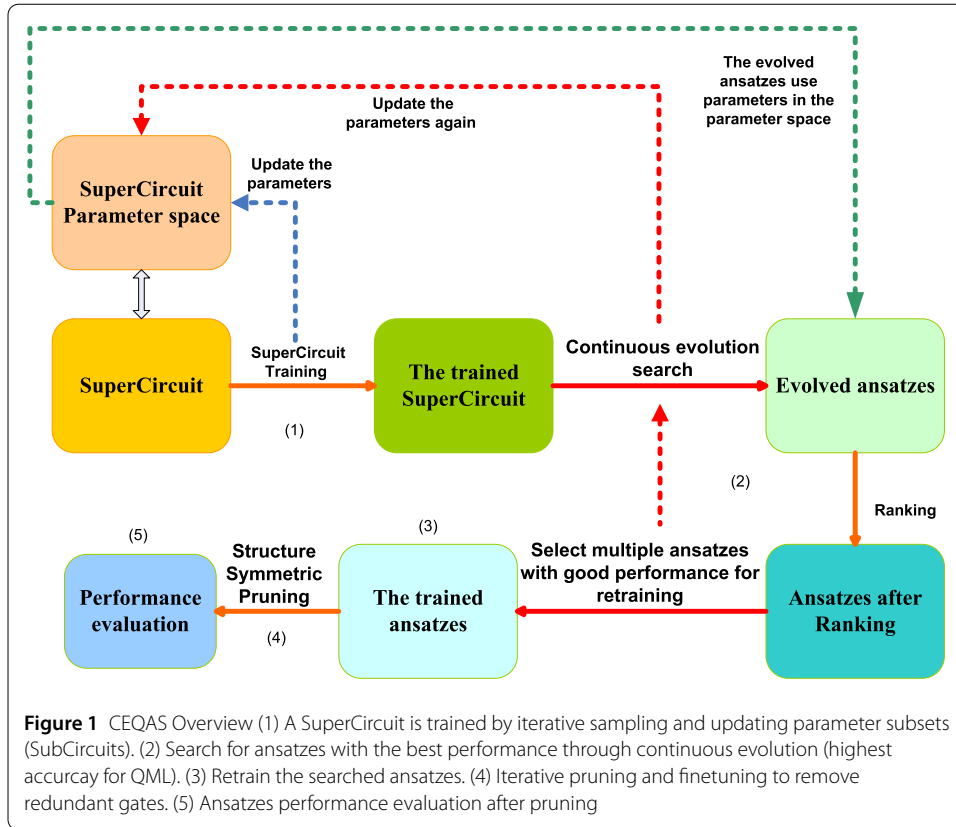 The evolved
ansatzes use
parameters in the
parameter space
Update the
parameters again
Update the
parameters
SuperCircuit
Parameter space
SuperCircuit
SuperCircuit
Training
(1)
The trained
SuperCircuit
Continuous evolution
search
Evolved ansatzes
(2)
Ranking
Ansatzes after
Ranking
Select multiple ansatzes
with good performance for
retraining
(3)
The trained
ansatzes
Structure
Symmetric
Pruning
(4)
(5)
Performance
evaluation
Figure 1 CEQAS Overview (1) A SuperCircuit is trained by iterative sampling and updating parameter subsets
(SubCircuits). (2) Search for ansatzes with the best performance through continuous evolution (highest
accurcay for QML). (3) Retrain the searched ansatzes. (4) Iterative pruning and finetuning to remove
redundant gates. (5) Ansatzes performance evaluation after pruning